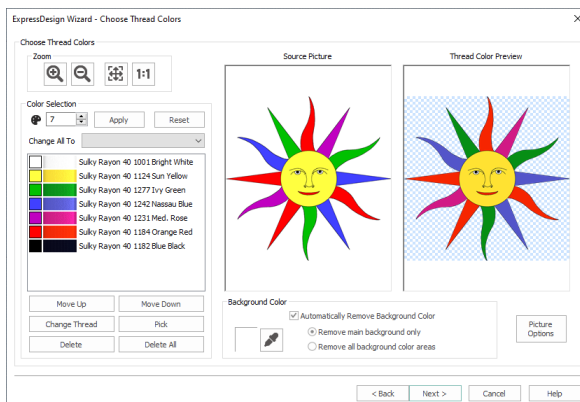 ExpressDesign Wizard - Choose Thread Colors
Choose Thread Colors
Zoom
1:1
Source Picture
Thread Color Preview
Color Selection
7
Apply
Reset
Change All To
Sulky Rayon 40 1001 Bright White
Sulky Rayon 40 1124 Sun Yellow
Sulky Rayon 40 1277 Ivy Green
Sulky Rayon 40 1242 Nassau Blue
Sulky Rayon 40 1231 Med. Rose
Sulky Rayon 40 1184 Orange Red
Sulky Rayon 40 1182 Blue Black
Move Up
Move Down
Change Thread
Pick
Delete
Delete All
Background Color
Automatically Remove Background Color
Remove main background only
Remove all background color areas
Picture
Options
< Back
Next >
Cancel
Help